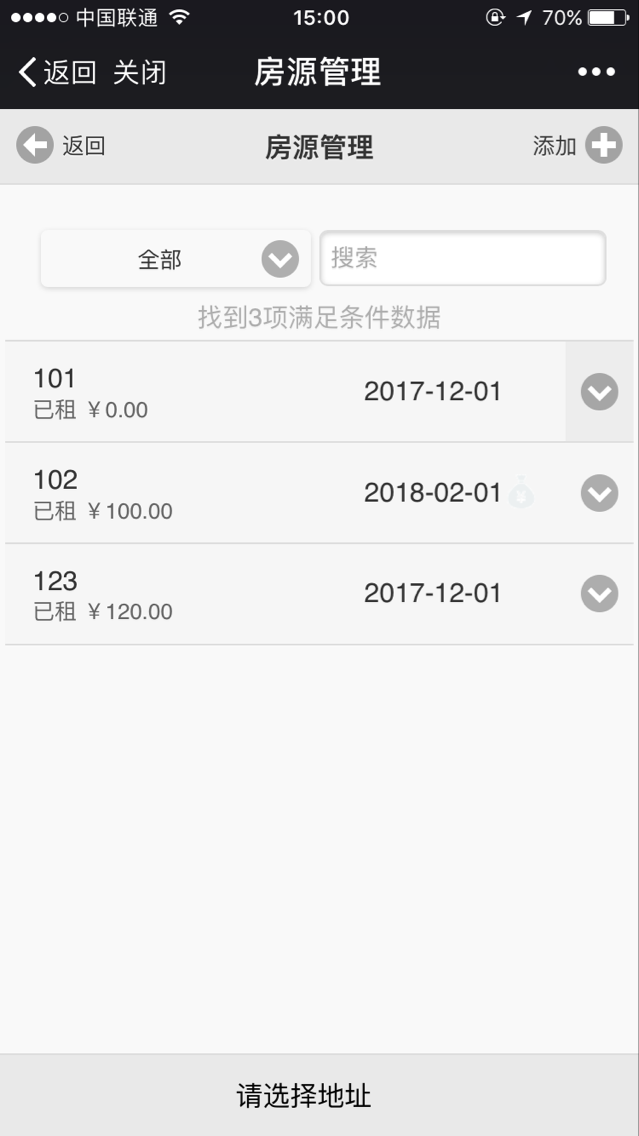 中国联通 15:00 70%
返回 关闭 房源管理
返回 房源管理 添加
全部 搜索
找到3项满足条件数据
101 2017-12-01
已租 ¥0.00
102 2018-02-01
已租 ¥100.00
123 2017-12-01
已租 ¥120.00
请选择地址